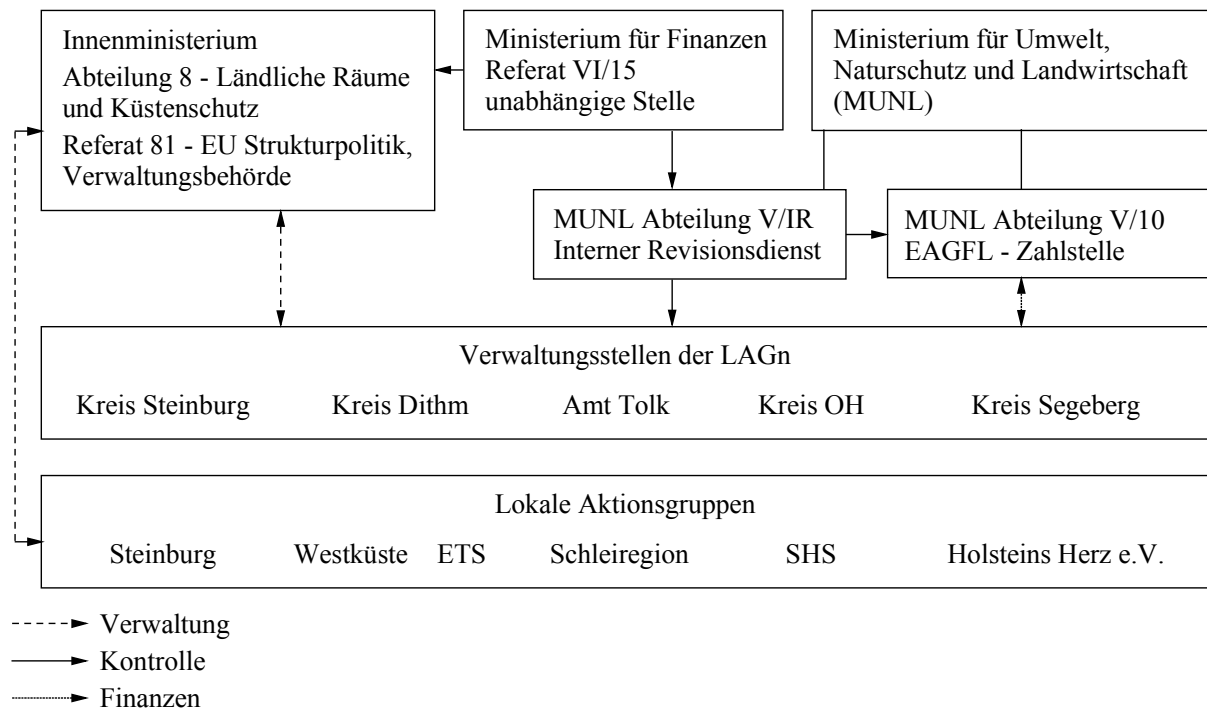 Innenministerium
Abteilung 8 - Ländliche Räume
und Küstenschutz
Referat 81 - EU Strukturpolitik,
Verwaltungsbehörde
Ministerium für Finanzen
Referat VI/15
unabhängige Stelle
Ministerium für Umwelt,
Naturschutz und Landwirtschaft
(MUNL)
MUNL Abteilung V/IR
Interner Revisionsdienst
MUNL Abteilung V/10
EAGFL - Zahlstelle
Verwaltungsstellen der LAGn
Kreis Steinburg Kreis Dithm Amt Tolk Kreis OH Kreis Segeberg
Lokale Aktionsgruppen
Steinburg Westküste ETS Schleiregion SHS Holsteins Herz e.V.
Verwaltung
Kontrolle
Finanzen